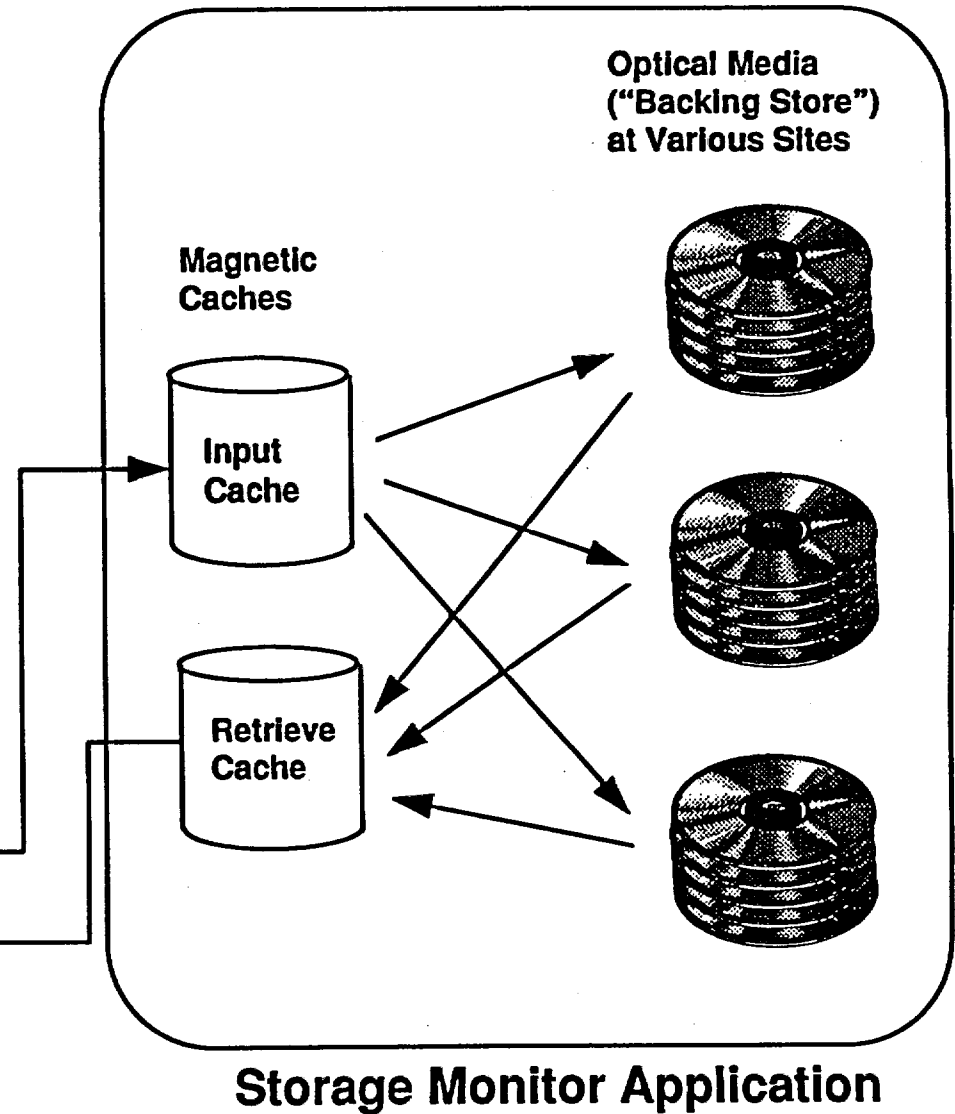 Optical Media
(“Backing Store”)
at Various Sites
Magnetic
Caches
Input
Cache
Retrieve
Cache
Storage Monitor Application